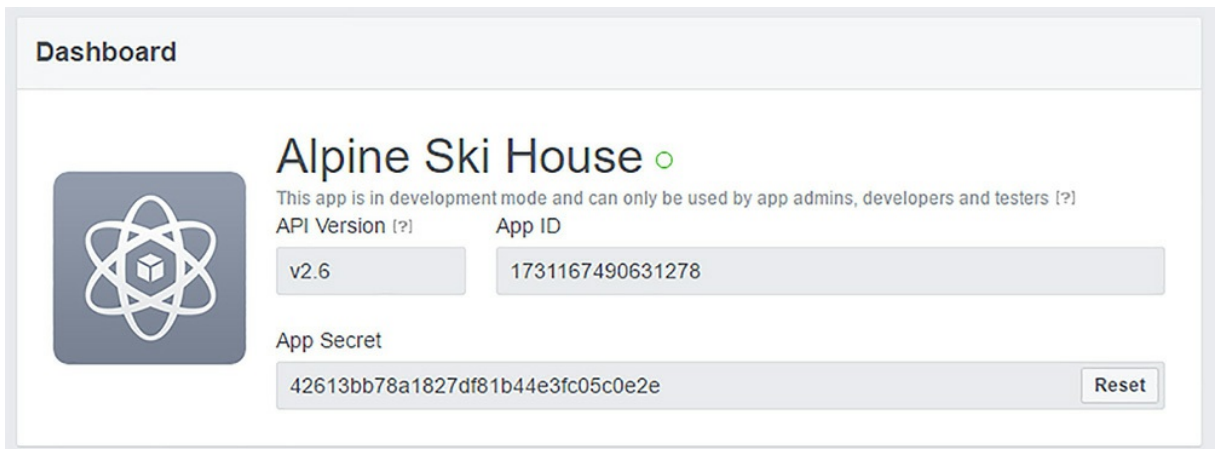 Dashboard
Alpine Ski House
This app is in development mode and can only be used by app admins, developers and testers [?]
API Version [?] App ID
v2.6 1731167490631278
App Secret
42613bb78a1827df81b44e3fc05c0e2e Reset